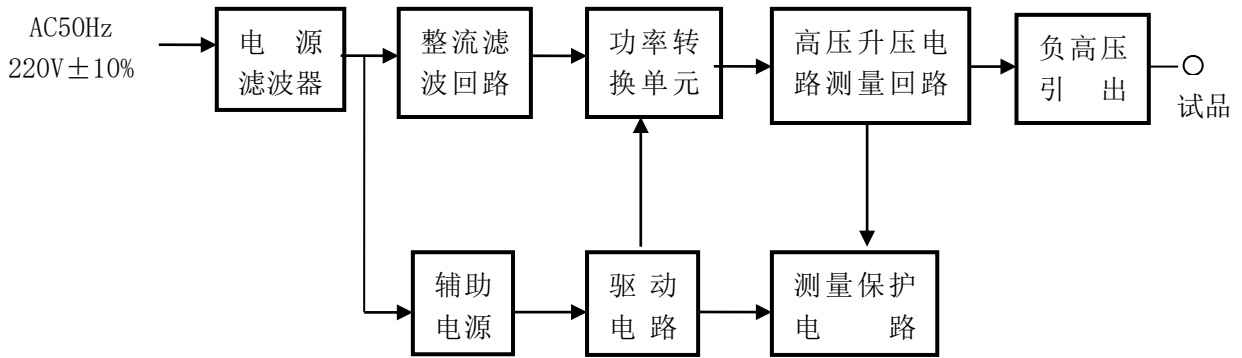 AC50Hz
220V±10%
电 源
滤波器
整流滤
波回路
功率转
换单元
高压升压电
路测量回路
负高压
引 出
试品
辅助
电源
驱 动
电 路
测量保护
电 路